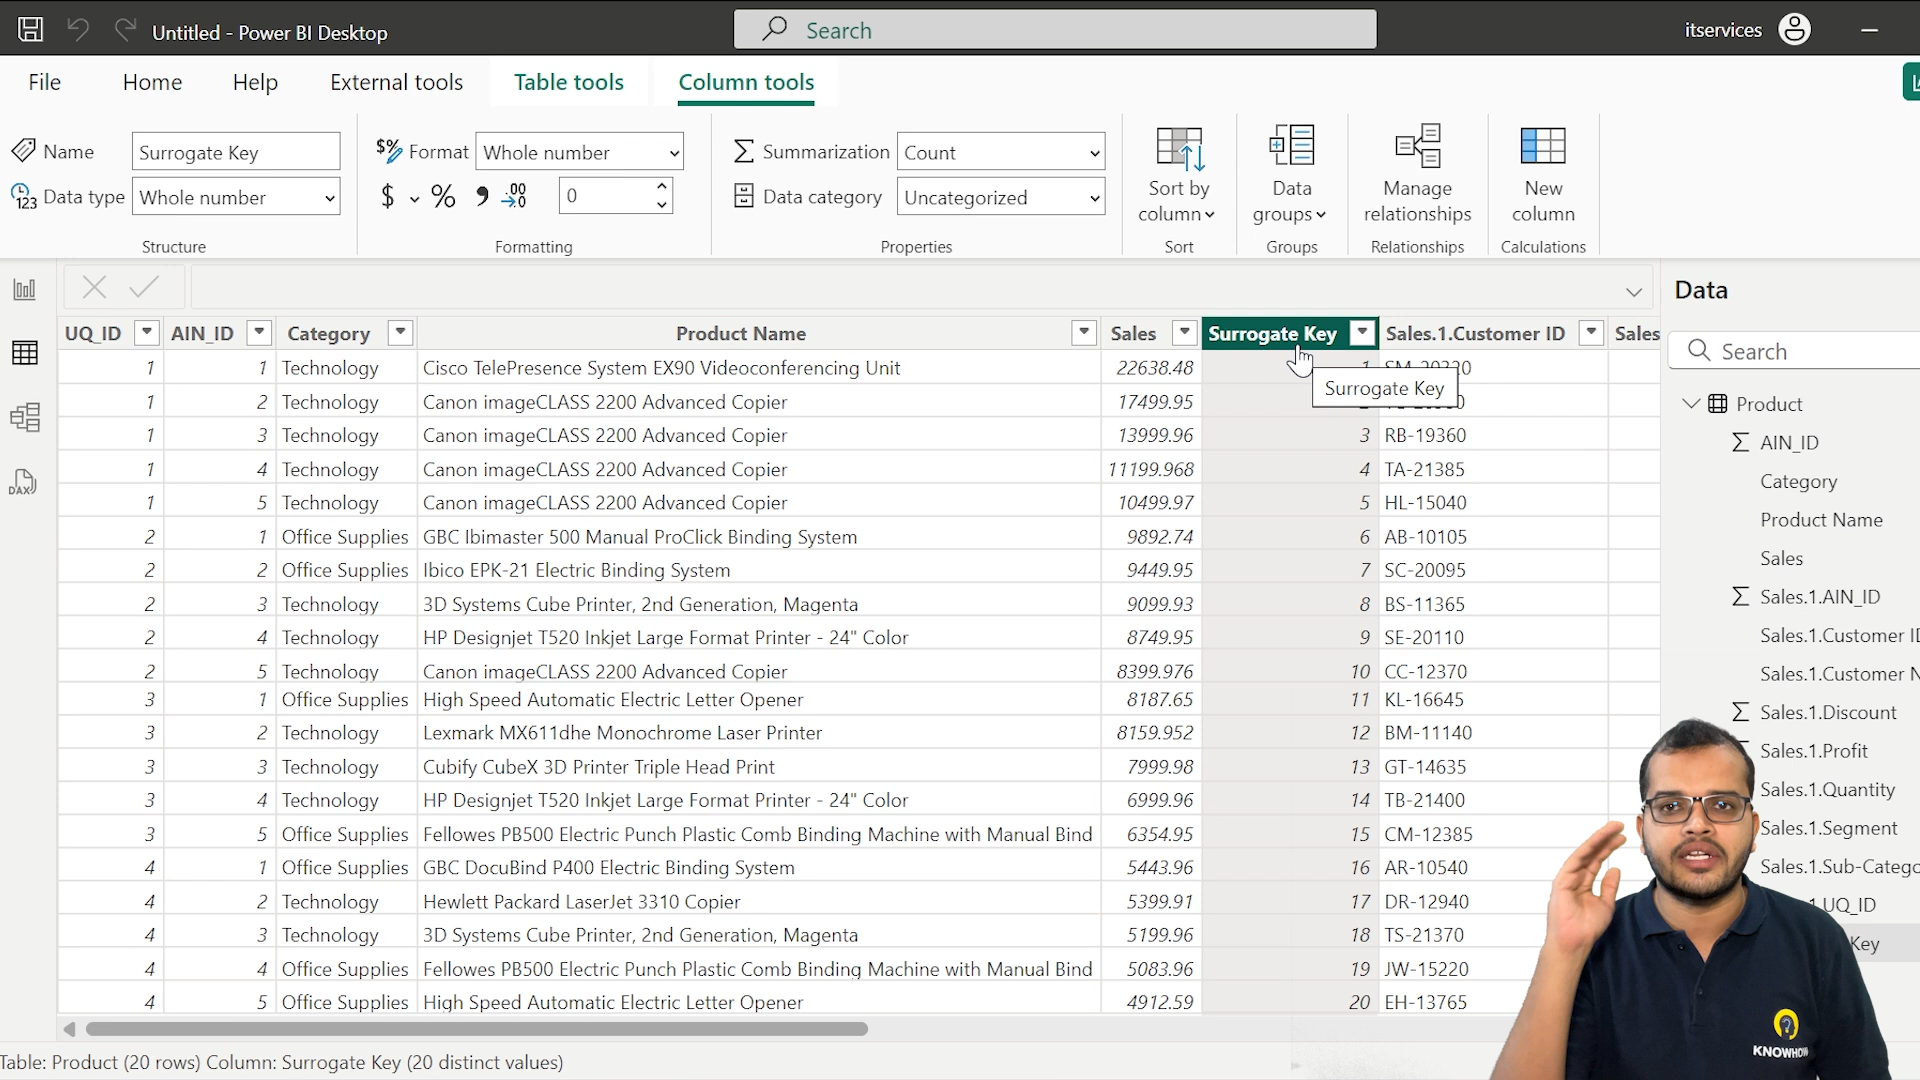 Untitled - Power BI Desktop
Search
itservices
File Home Help External tools Table tools Column tools
Name Surrogate Key
Data type Whole number
Structure
Format Whole number
$ % 0
Formatting
Summarization Count
Data category Uncategorized
Properties
Sort by column
Sort
Data groups
Groups
Manage relationships
Relationships
New column
Calculations
Data
Search
UQ_ID AIN_ID Category Product Name Sales Surrogate Key Sales.1.Customer ID Sales
1 1 Technology Cisco TelePresence System EX90 Videoconferencing Unit 22638.48
Surrogate Key
1 2 Technology Canon imageCLASS 2200 Advanced Copier 17499.95
1 3 Technology Canon imageCLASS 2200 Advanced Copier 13999.96 3 RB-19360
1 4 Technology Canon imageCLASS 2200 Advanced Copier 11199.968 4 TA-21385
1 5 Technology Canon imageCLASS 2200 Advanced Copier 10499.97 5 HL-15040
2 1 Office Supplies GBC Ibimaster 500 Manual ProClick Binding System 9892.74 6 AB-10105
2 2 Office Supplies Ibico EPK-21 Electric Binding System 9449.95 7 SC-20095
2 3 Technology 3D Systems Cube Printer, 2nd Generation, Magenta 9099.93 8 BS-11365
2 4 Technology HP Designjet T520 Inkjet Large Format Printer - 24" Color 8749.95 9 SE-20110
2 5 Technology Canon imageCLASS 2200 Advanced Copier 8399.976 10 CC-12370
3 1 Office Supplies High Speed Automatic Electric Letter Opener 8187.65 11 KL-16645
3 2 Technology Lexmark MX611dhe Monochrome Laser Printer 8159.952 12 BM-11140
3 3 Technology Cubify CubeX 3D Printer Triple Head Print 7999.98 13 GT-14635
3 4 Technology HP Designjet T520 Inkjet Large Format Printer - 24" Color 6999.96 14 TB-21400
3 5 Office Supplies Fellowes PB500 Electric Punch Plastic Comb Binding Machine with Manual Bind 6354.95 15 CM-12385
4 1 Office Supplies GBC DocuBind P400 Electric Binding System 5443.96 16 AR-10540
4 2 Technology Hewlett Packard LaserJet 3310 Copier 5399.91 17 DR-12940
4 3 Technology 3D Systems Cube Printer, 2nd Generation, Magenta 5199.96 18 TS-21370
4 4 Office Supplies Fellowes PB500 Electric Punch Plastic Comb Binding Machine with Manual Bind 5083.96 19 JW-15220
4 5 Office Supplies High Speed Automatic Electric Letter Opener 4912.59 20 EH-13765
Product
AIN_ID
Category
Product Name
Sales
Sales.1.AIN_ID
Sales.1.Customer ID
Sales.1.Customer N
Sales.1.Discount
Sales.1.Profit
Sales.1.Quantity
Sales.1.Segment
Sales.1.Sub-Catego
.1.UQ_ID
Key
DAX
KNOWHOW
Table: Product (20 rows) Column: Surrogate Key (20 distinct values)